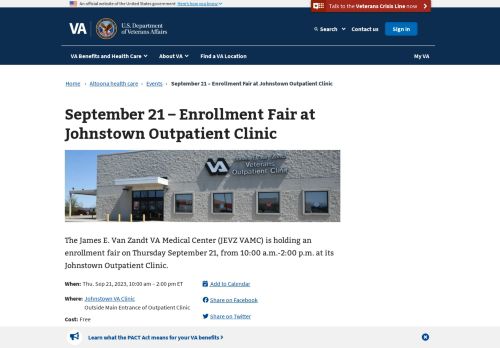 An official website of the United States government Here's how you know
Talk to the Veterans Crisis Line now
VA
U.S. Department
of Veterans Affairs
Search
Contact us
Sign in
VA Benefits and Health Care
About VA
Find a VA Location
My VA
Home › Altoona health care › Events › September 21 – Enrollment Fair at Johnstown Outpatient Clinic
September 21 – Enrollment Fair at
Johnstown Outpatient Clinic
VA
Veterans
Outpatient Clinic
The James E. Van Zandt VA Medical Center (JEVZ VAMC) is holding an
enrollment fair on Thursday September 21, from 10:00 a.m.-2:00 p.m. at its
Johnstown Outpatient Clinic.
When: Thu. Sep 21, 2023, 10:00 am – 2:00 pm ET
Add to Calendar
Where: Johnstown VA Clinic
Outside Main Entrance of Outpatient Clinic
Share on Facebook
Cost: Free
Share on Twitter
Learn what the PACT Act means for your VA benefits